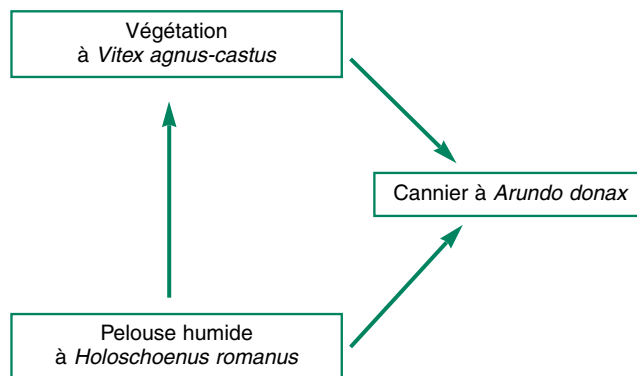 Végétation
à Vitex agnus-castus
Cannier à Arundo donax
Pelouse humide
à Holoschoenus romanus